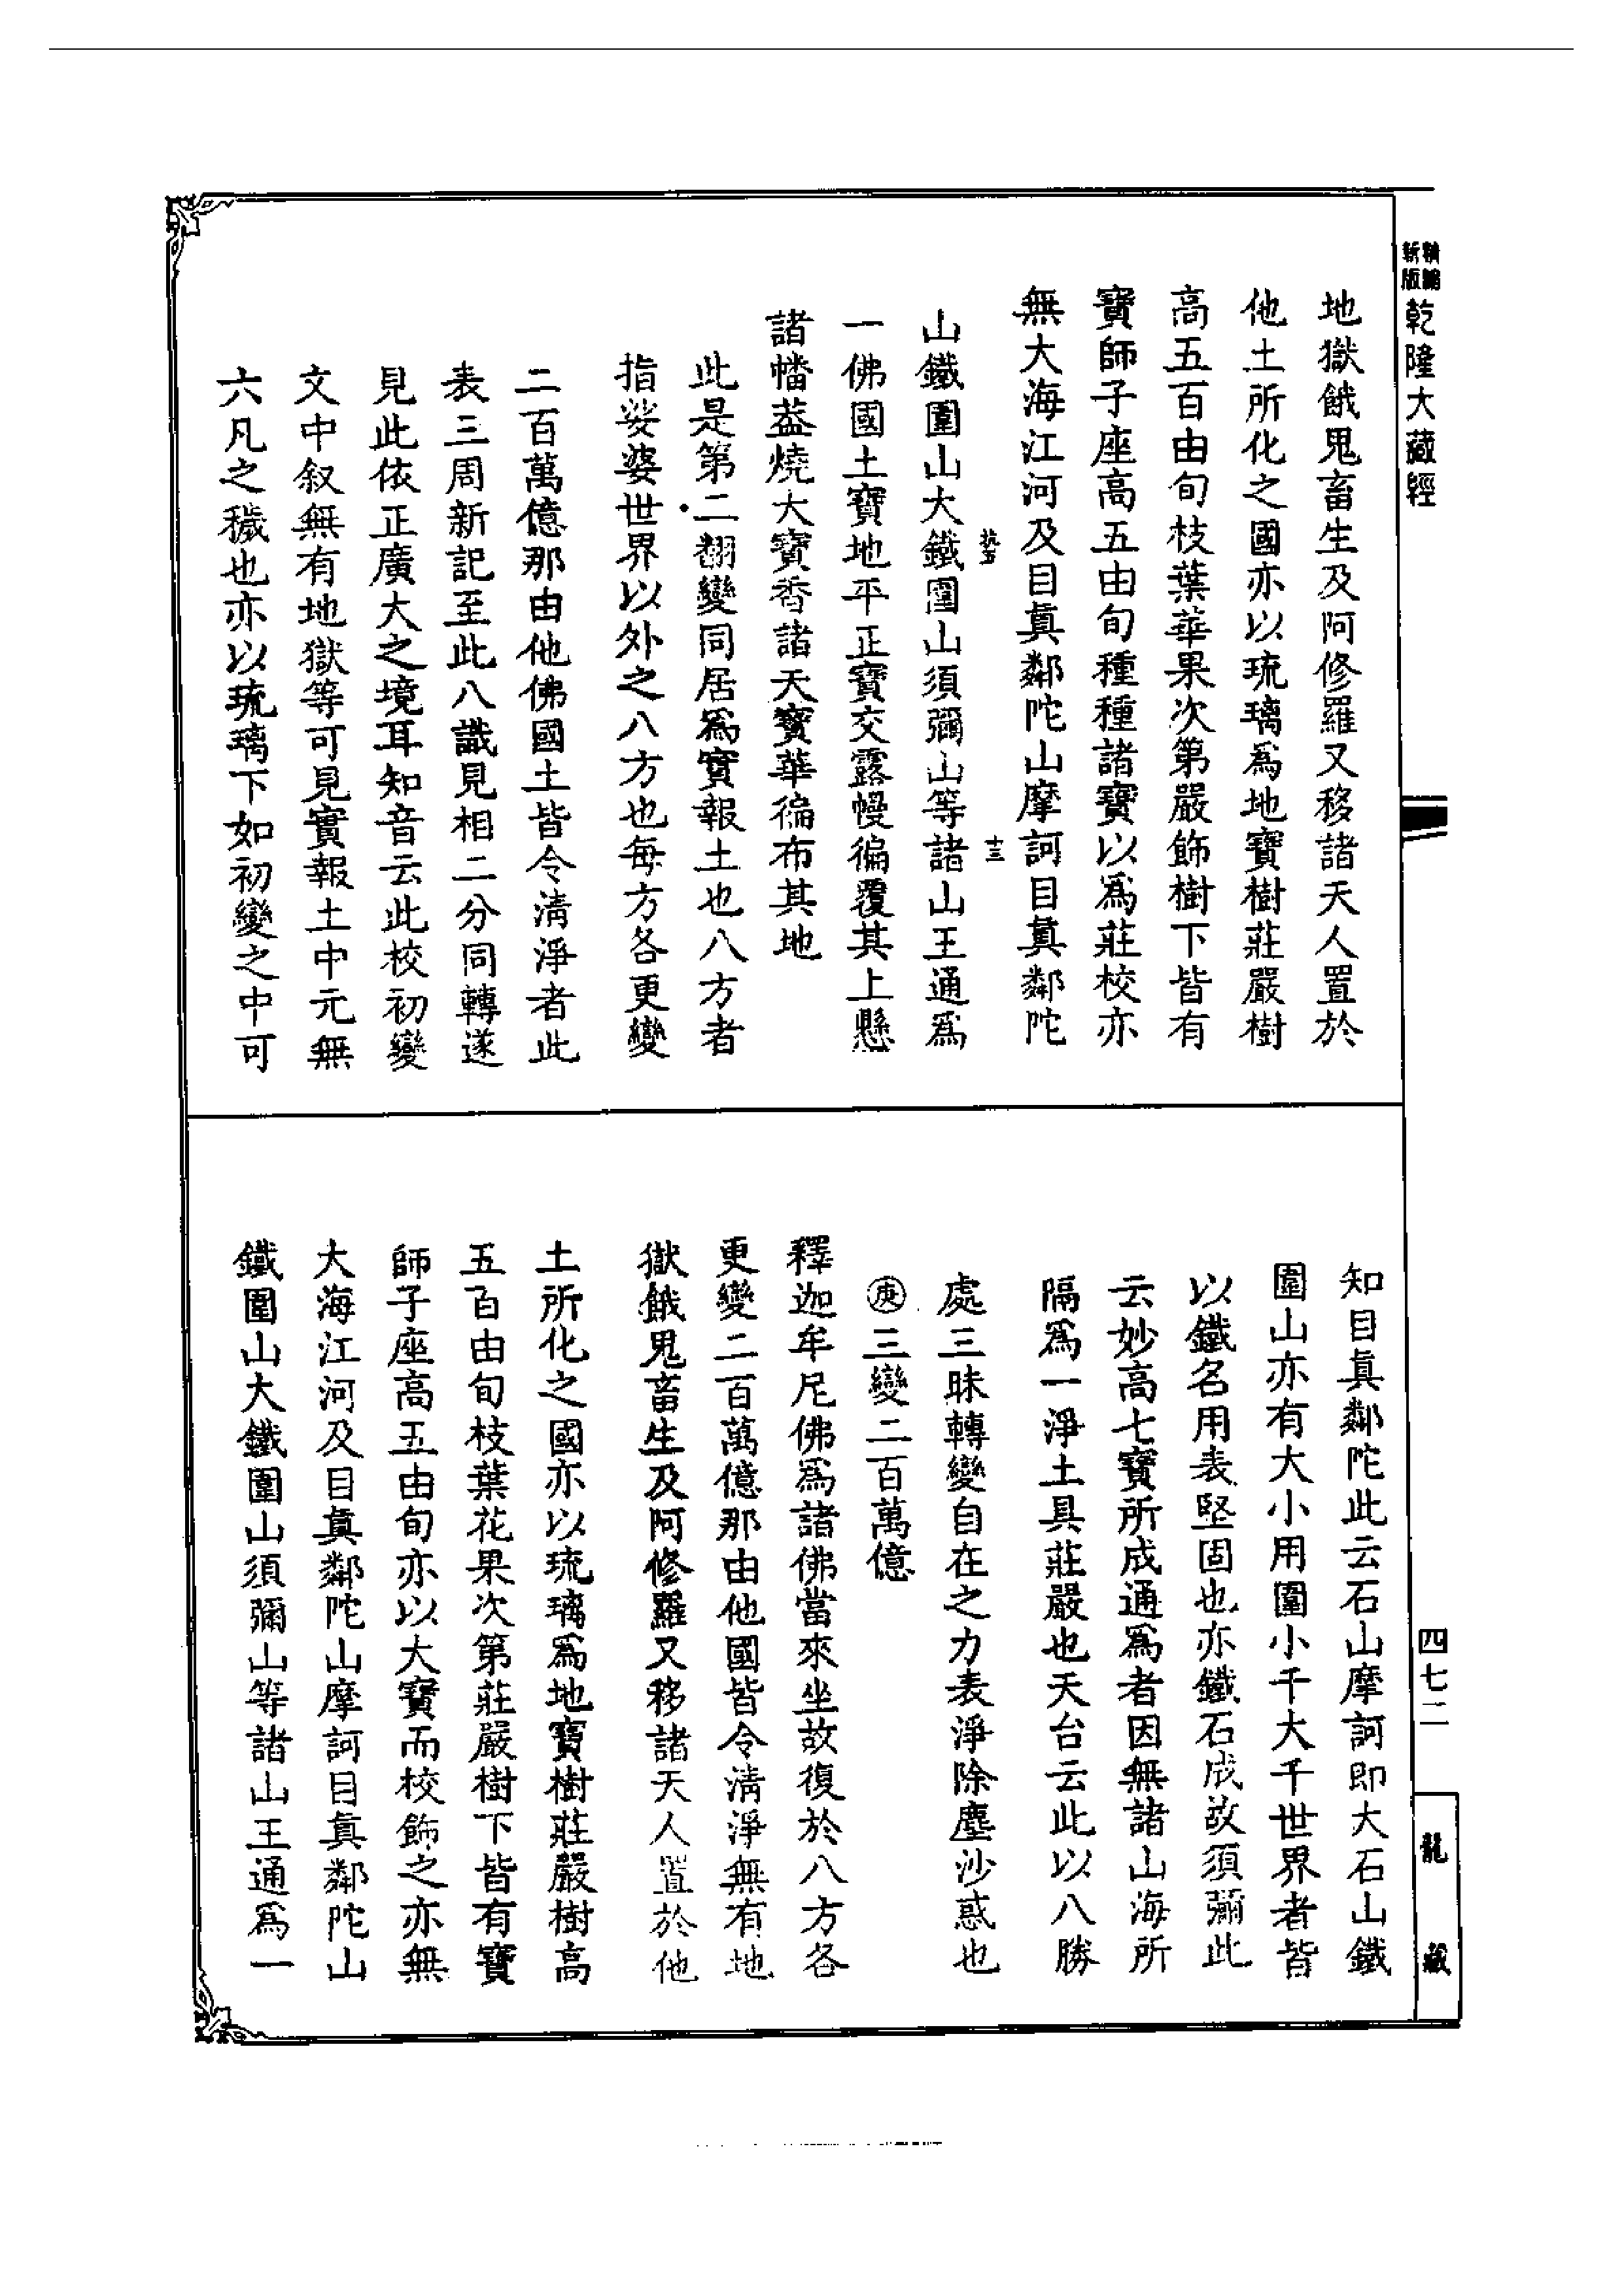 精編
新版
乾隆大藏經
地獄餓鬼畜生及阿修羅又移諸天人置於
他土所化之國亦以琉璃爲地寶樹莊嚴樹
高五百由旬枝葉華果次第嚴飾樹下皆有
寶師子座高五由旬種種諸寶以爲莊校亦
無大海江河及目眞鄰陀山摩訶目眞鄰陀
十三
山鐵圍山大鐵圍山須彌山等諸山王通爲
一佛國土寶地平正寶交露幔徧覆其上懸
諸幡葢燒大寶香諸天寶華徧布其地
此是第二翻變同居爲實報土也八方者
指娑婆世界以外之八方也每方各更變
二百萬億那由他佛國土皆令淸淨者此
表三周新記至此八識見相二分同轉遂
見此依正廣大之境耳知音云此校初變
文中叙無有地獄等可見實報土中元無
六凡之穢也亦以琉璃下如初變之中可
知目眞鄰陀此云石山摩訶即大石山鐵
圍山亦有大小用圍小千大千世界者皆
以鐵名用表堅固也亦鐵石成故須彌此
云妙高七寶所成通爲者因無諸山海所
隔爲一淨土具莊嚴也天台云此以八勝
處三昧轉變自在之力表淨除塵沙惑也
庚三變二百萬億
釋迦牟尼佛爲諸佛當來坐故復於八方各
更變二百萬億那由他國皆令淸淨無有地
獄餓鬼畜生及阿修羅又移諸天人置於他
土所化之國亦以琉璃爲地寶樹莊嚴樹高
五百由旬枝葉花果次第莊嚴樹下皆有寶
師子座高五由旬亦以大寶而校飾之亦無
大海江河及目眞鄰陀山摩訶目眞鄰陀山
鐵圍山大鐵圍山須彌山等諸山王通爲一
四七二
龍藏